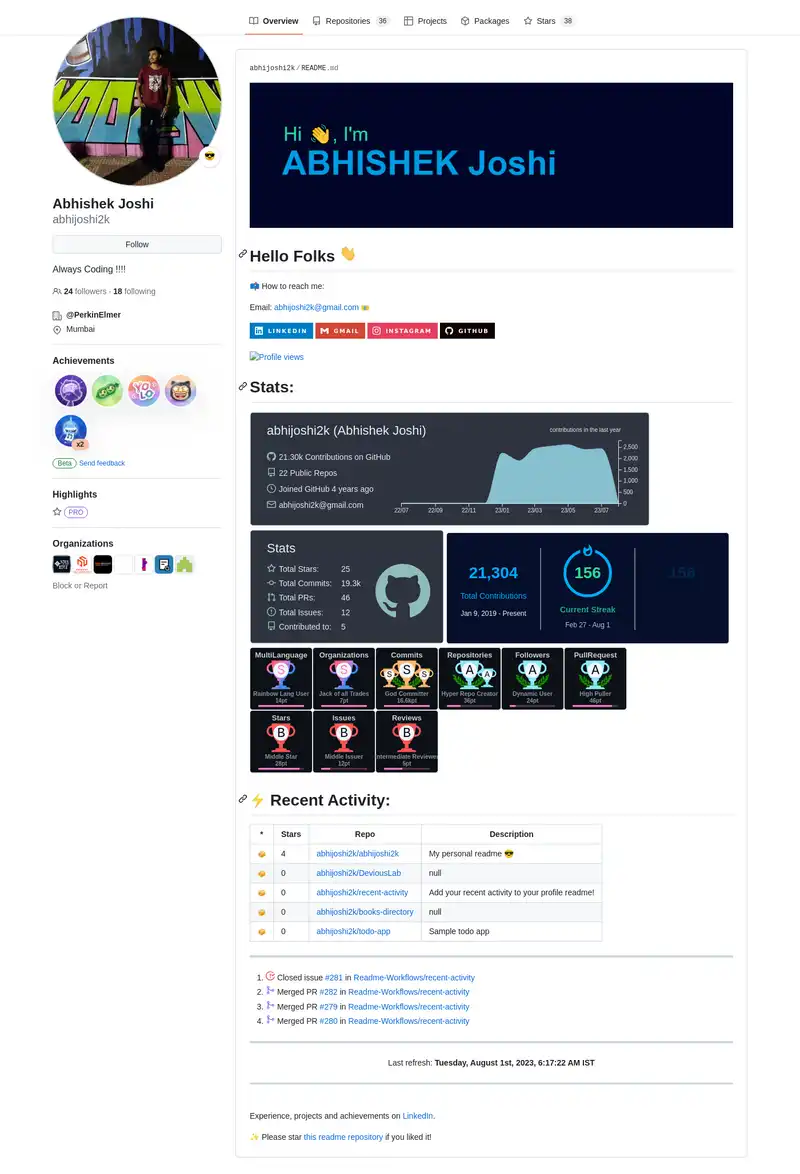 Overview
Repositories 36
Projects
Packages
Stars 38
Abhishek Joshi
abhijoshi2k
Follow
Always Coding !!!!
24 followers · 18 following
@PerkinElmer
Mumbai
Achievements
YOLO
x2
Beta Send feedback
Highlights
PRO
Organizations
Block or Report
abhijoshi2k / README.md
Hi 👋, I'm
ABHISHEK Joshi
Hello Folks 👋
📫 How to reach me:
Email: abhijoshi2k@gmail.com
LINKEDIN
GMAIL
INSTAGRAM
GITHUB
Profile views
Stats:
abhijoshi2k (Abhishek Joshi)
21.30k Contributions on GitHub
22 Public Repos
Joined GitHub 4 years ago
abhijoshi2k@gmail.com
contributions in the last year
2,500
2,000
1,500
1,000
500
0
22/07 22/09 22/11 23/01 23/03 23/05 23/07
Stats
Total Stars: 25
Total Commits: 19.3k
Total PRs: 46
Total Issues: 12
Contributed to: 5
21,304
Total Contributions
Jan 9, 2019 - Present
156
Current Streak
Feb 27 - Aug 1
156
MultiLanguage
S
Rainbow Lang User
14pt
Organizations
S
Jack of all Trades
7pt
Commits
S S S
God Committer
16.6kpt
Repositories
A A
Hyper Repo Creator
36pt
Followers
A
Dynamic User
24pt
PullRequest
A
High Puller
46pt
Stars
B
Middle Star
28pt
Issues
B
Middle Issuer
12pt
Reviews
B
ntermediate Reviewe
6pt
⚡ Recent Activity:
* Stars Repo Description
4 abhijoshi2k/abhijoshi2k My personal readme 😎
0 abhijoshi2k/DeviousLab null
0 abhijoshi2k/recent-activity Add your recent activity to your profile readme!
0 abhijoshi2k/books-directory null
0 abhijoshi2k/todo-app Sample todo app
1. Closed issue #281 in Readme-Workflows/recent-activity
2. Merged PR #282 in Readme-Workflows/recent-activity
3. Merged PR #279 in Readme-Workflows/recent-activity
4. Merged PR #280 in Readme-Workflows/recent-activity
Last refresh: Tuesday, August 1st, 2023, 6:17:22 AM IST
Experience, projects and achievements on LinkedIn.
✨ Please star this readme repository if you liked it!